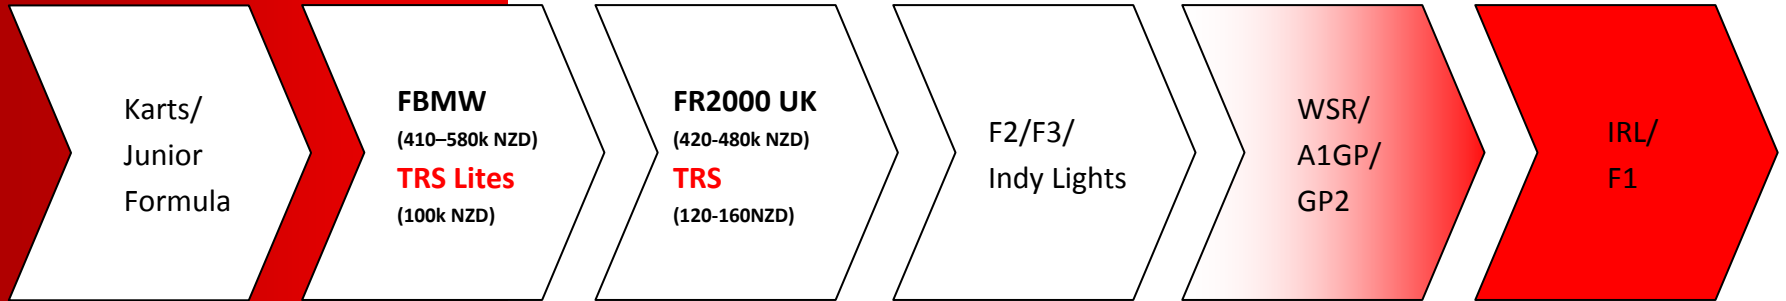 Karts/
Junior
Formula
FBMW
(410–580k NZD)
TRS Lites
(100k NZD)
FR2000 UK
(420-480k NZD)
TRS
(120-160NZD)
F2/F3/
Indy Lights
WSR/
A1GP/
GP2
IRL/
F1